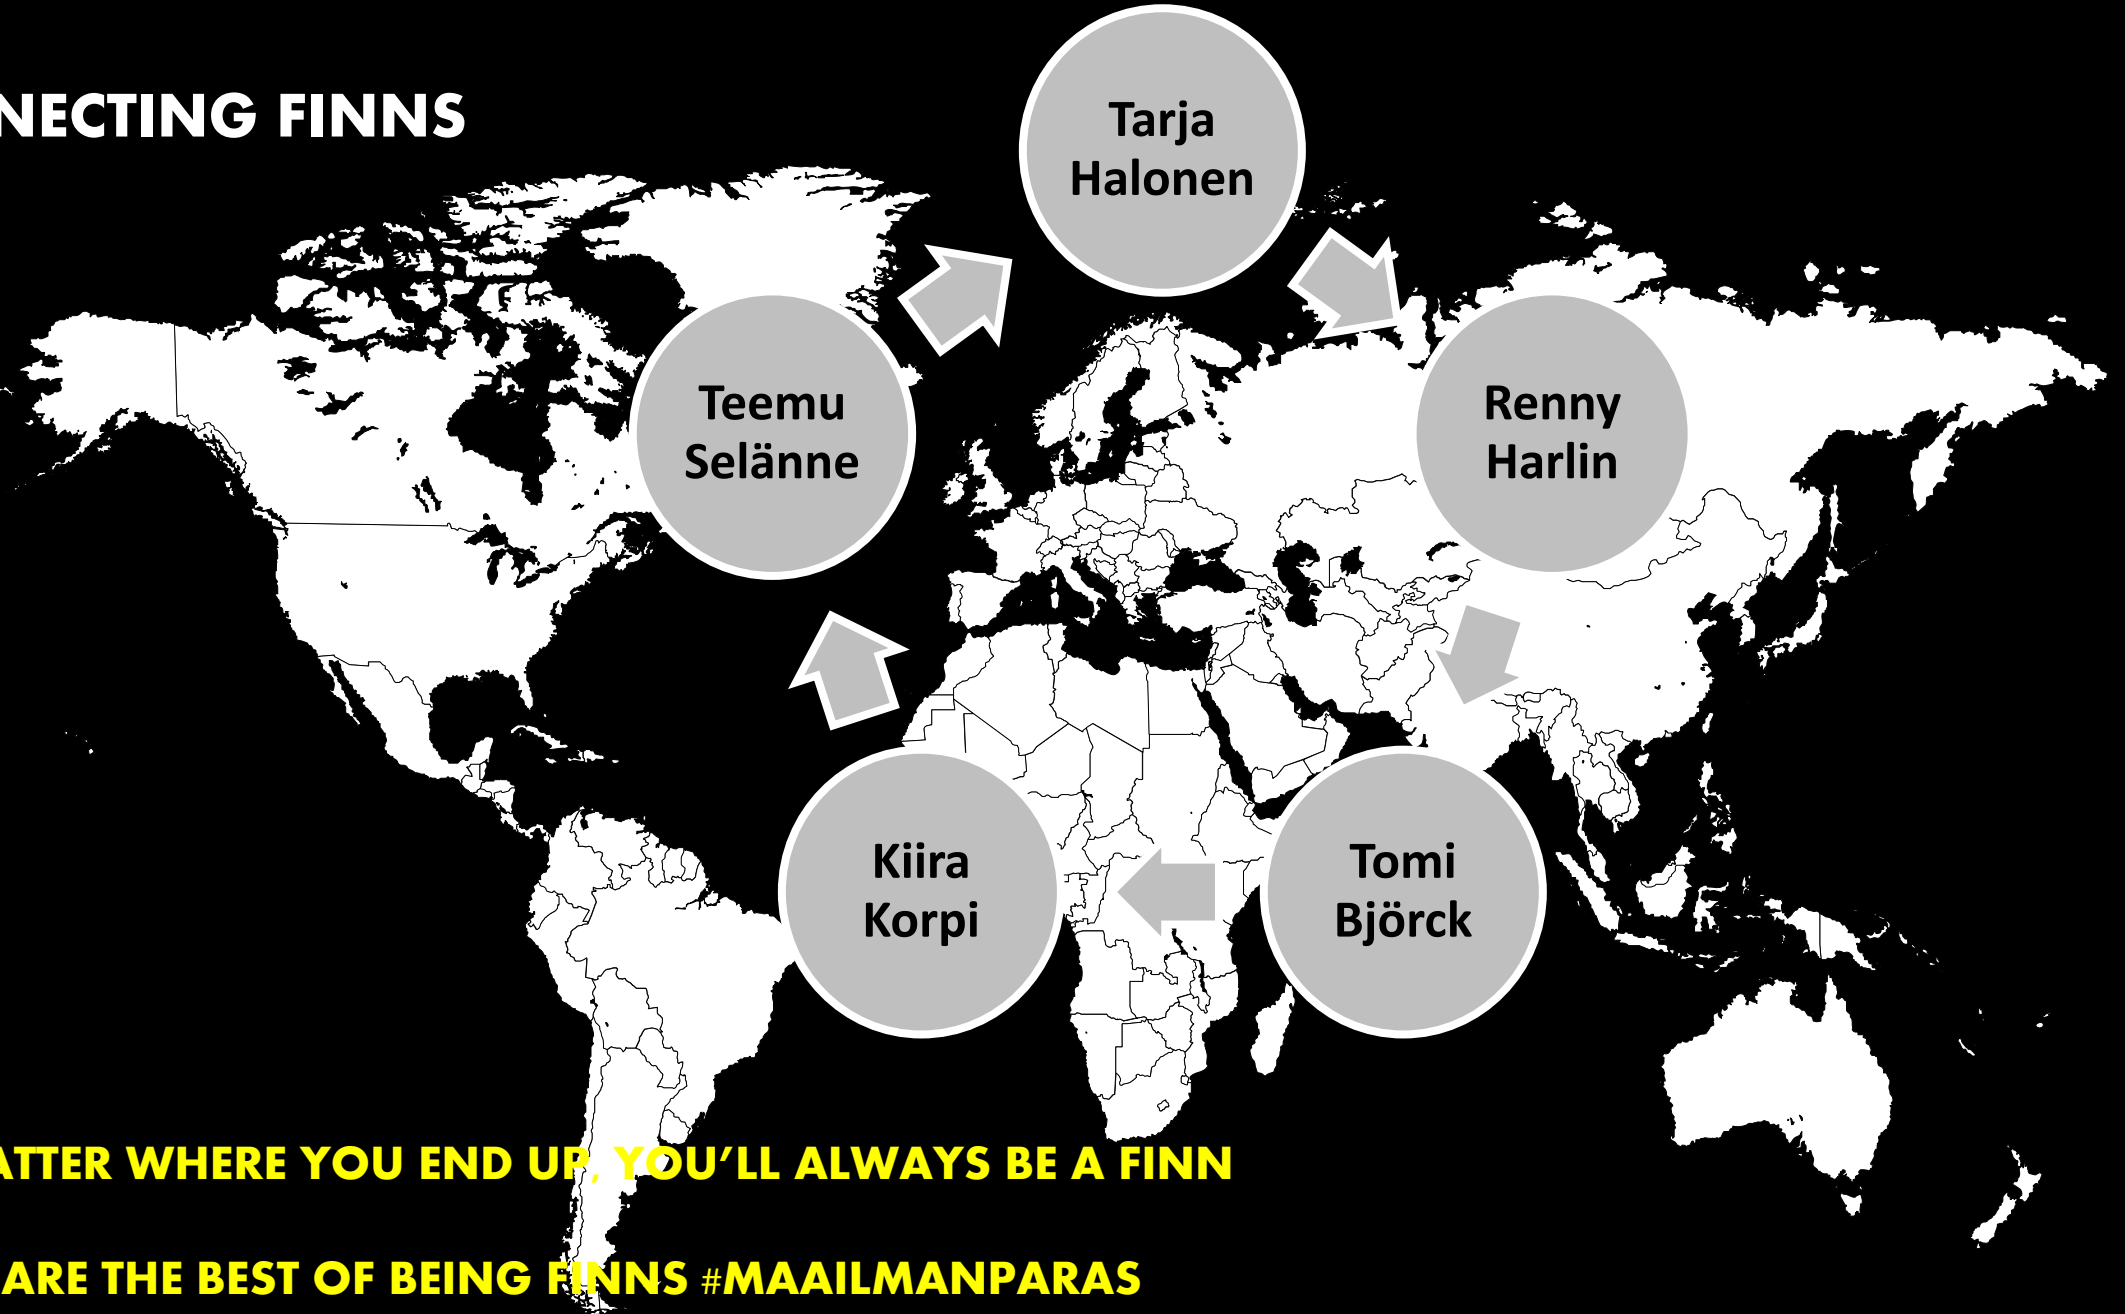 NNECTING FINNS
Tarja
Halonen
Teemu
Selänne
Renny
Harlin
Kiira
Korpi
Tomi
Björck
ATTER WHERE YOU END UP, YOU’LL ALWAYS BE A FINN
ARE THE BEST OF BEING FINNS #MAAILMANPARAS